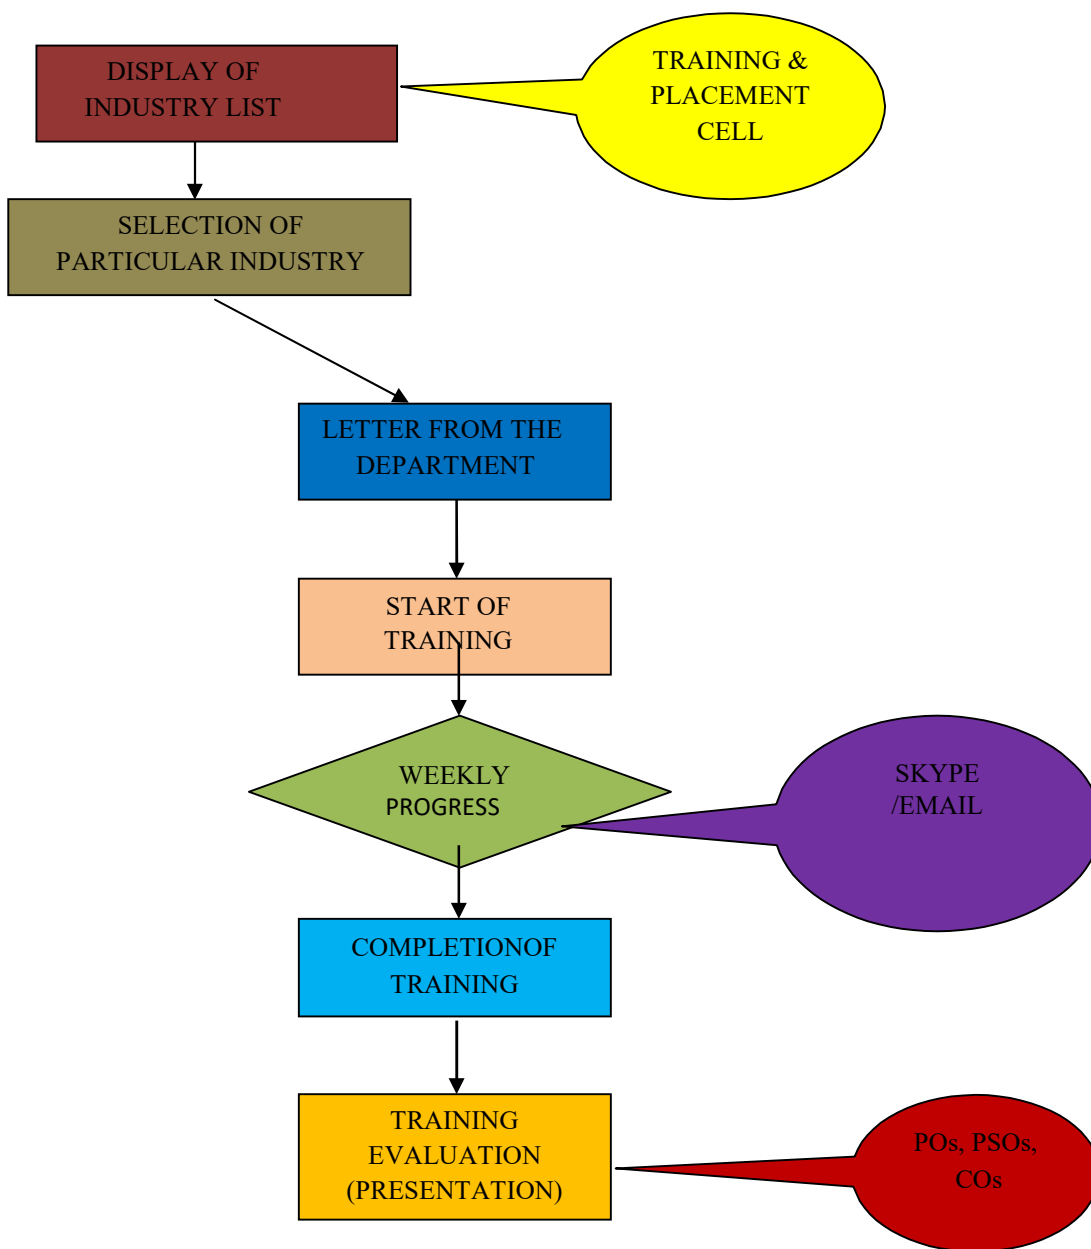 DISPLAY OF
INDUSTRY LIST
TRAINING &
PLACEMENT
CELL
SELECTION OF
PARTICULAR INDUSTRY
LETTER FROM THE
DEPARTMENT
START OF
TRAINING
WEEKLY
PROGRESS
SKYPE
/EMAIL
COMPLETIONOF
TRAINING
TRAINING
EVALUATION
(PRESENTATION)
POs, PSOs,
COs